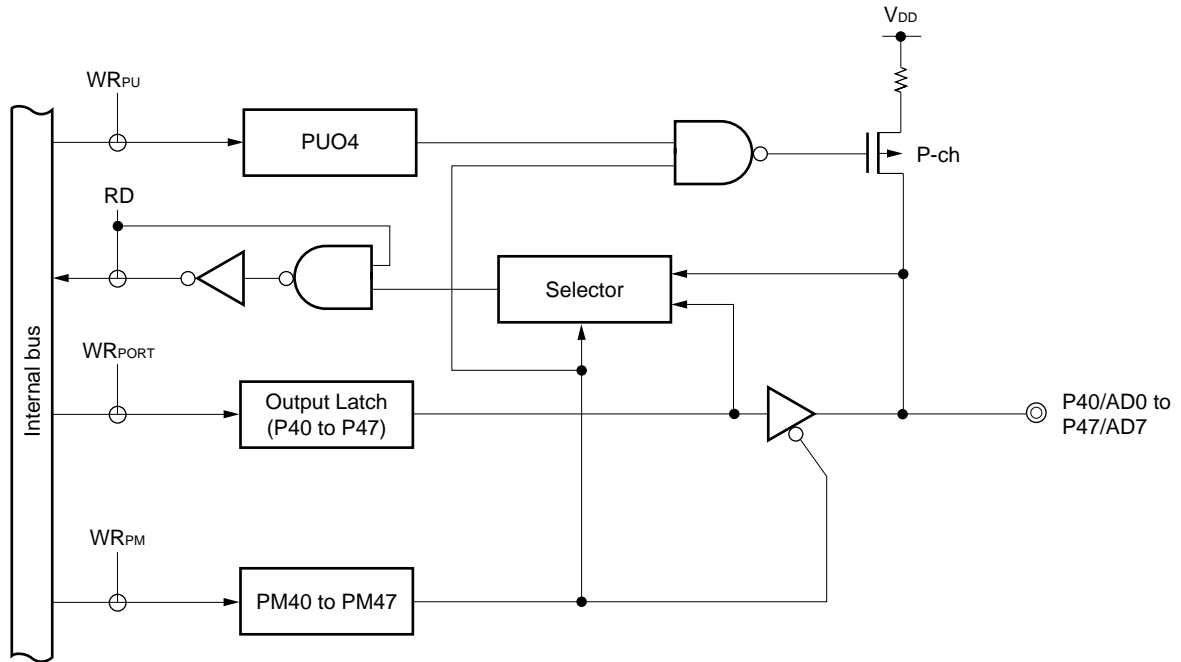 VDD
WRPU
PUO4
P-ch
RD
Selector
Internal bus
WRPORT
Output Latch
(P40 to P47)
P40/AD0 to
P47/AD7
WRPM
PM40 to PM47